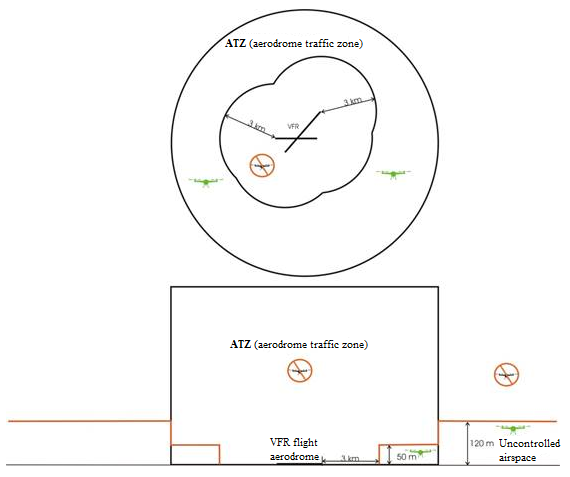 ATZ (aerodrome traffic zone)
3 km
VFR
3 km
ATZ (aerodrome traffic zone)
VFR flight
aerodrome
3 km
50 m
120 m
Uncontrolled
airspace